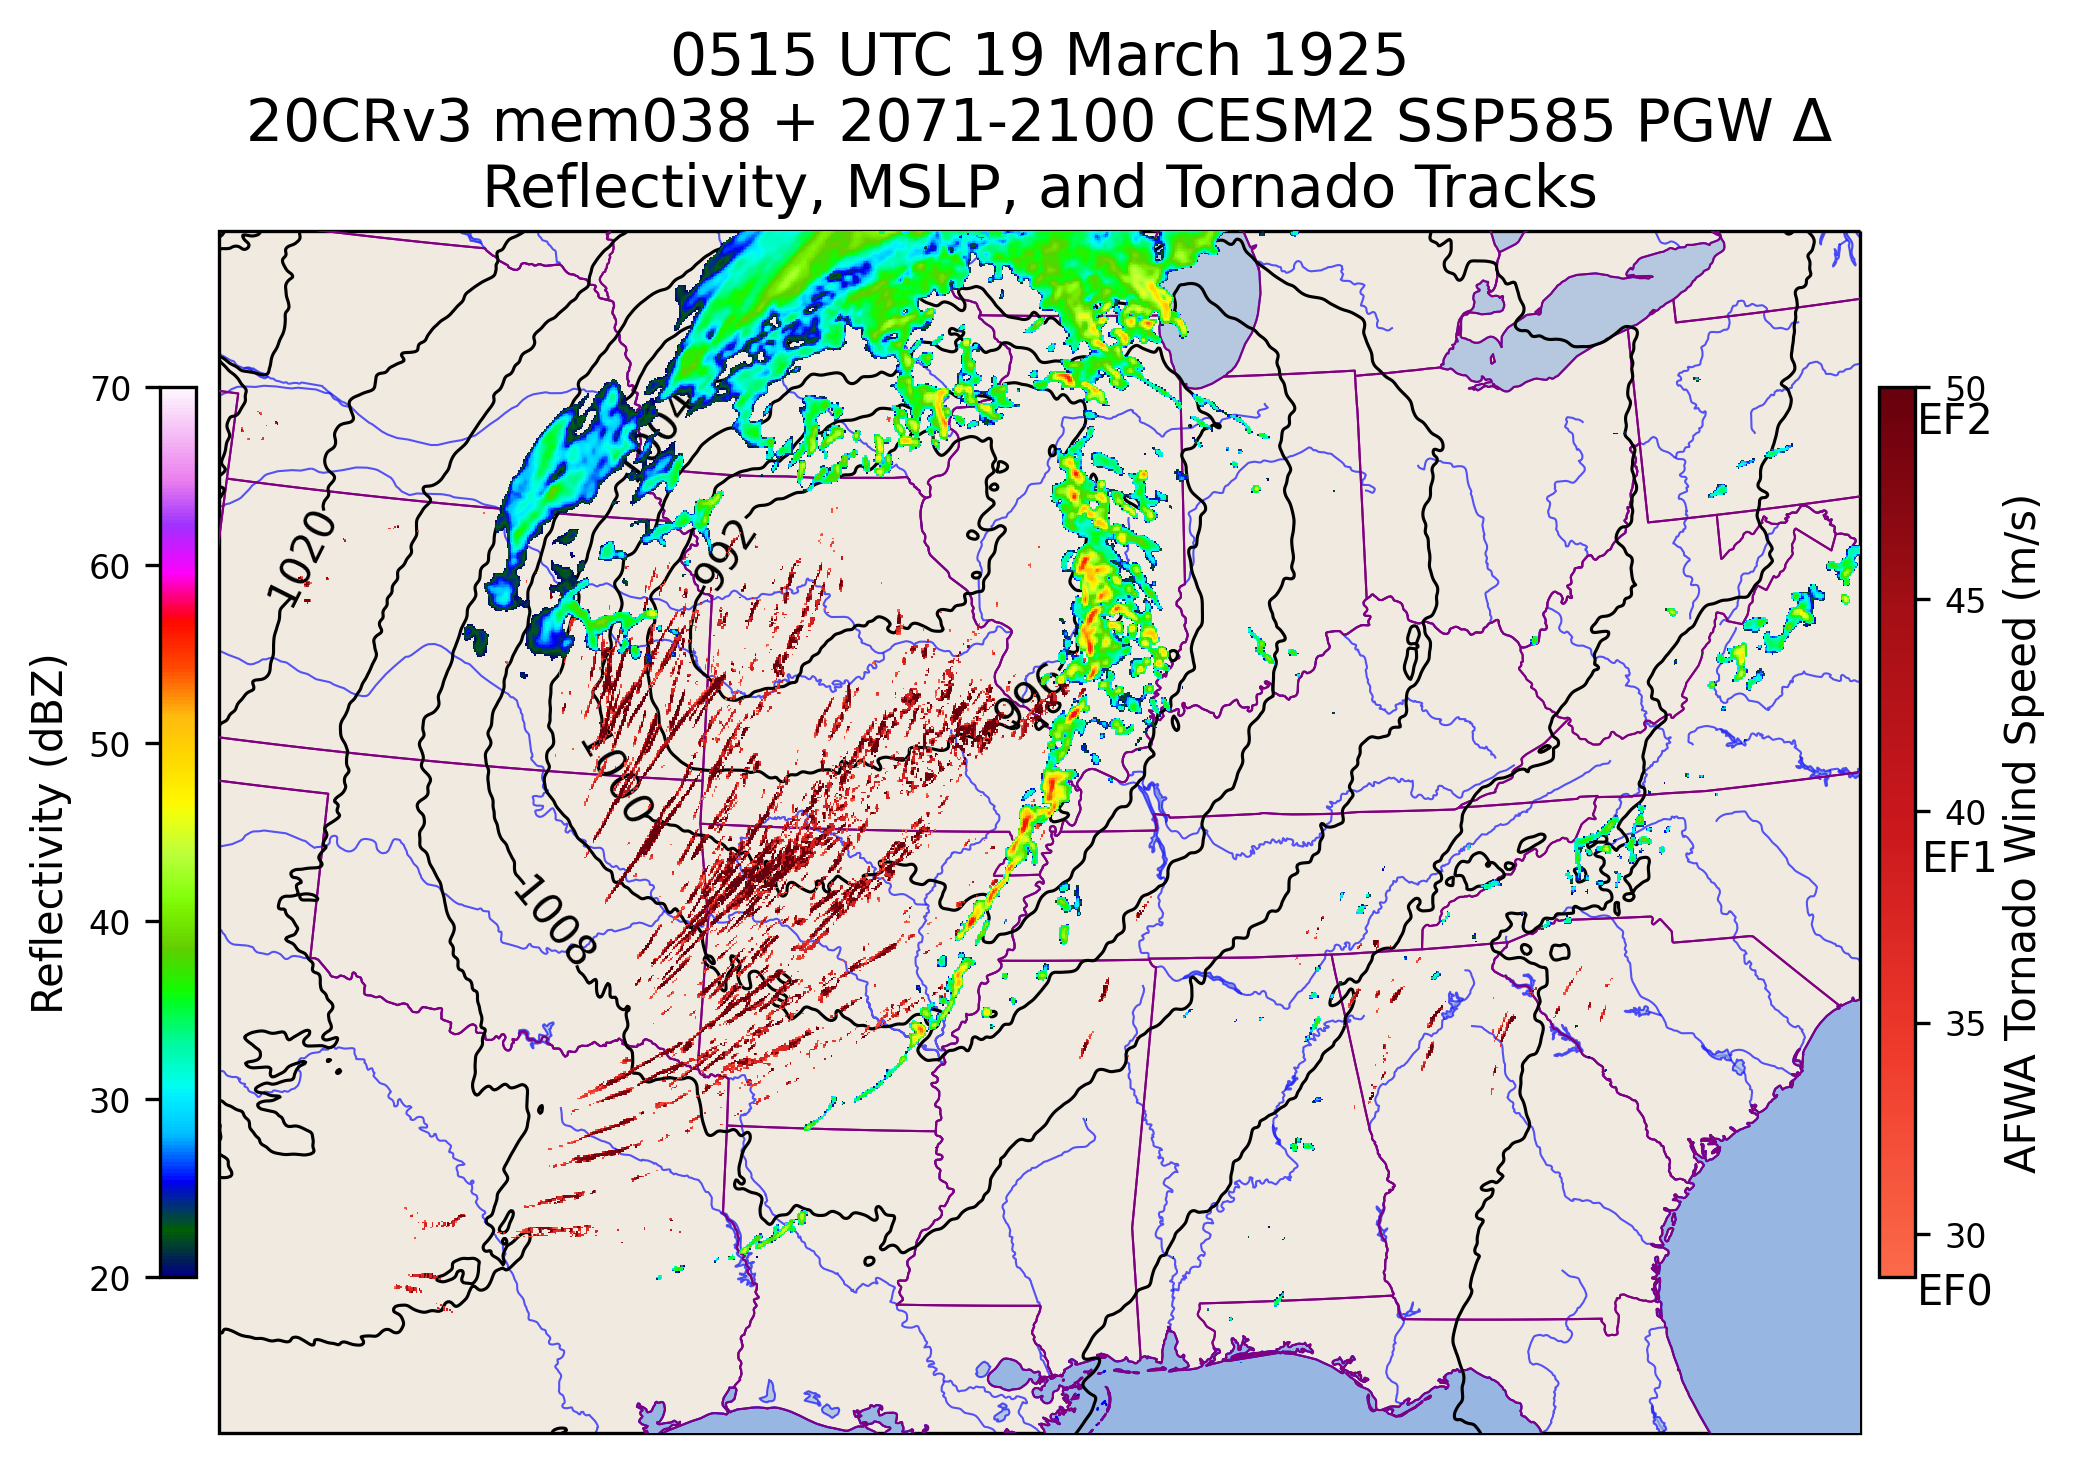 0515 UTC 19 March 1925
20CRv3 mem038 + 2071-2100 CESM2 SSP585 PGW Δ
Reflectivity, MSLP, and Tornado Tracks
Reflectivity (dBZ)
70
60
50
40
30
20
1020
1004
992
996
1000
1008
50
EF2
45
40
EF1
35
30
EF0
AFWA Tornado Wind Speed (m/s)